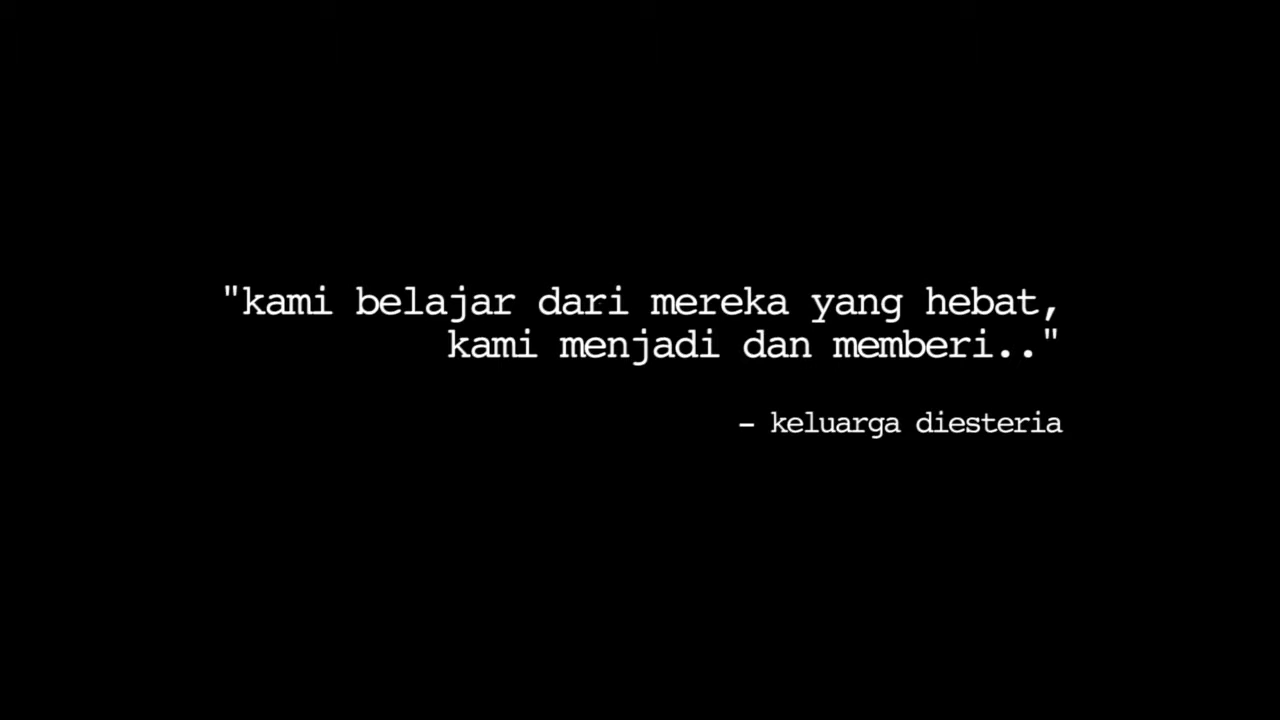 "kami belajar dari mereka yang hebat,
kami menjadi dan memberi.."
– keluarga diesteria